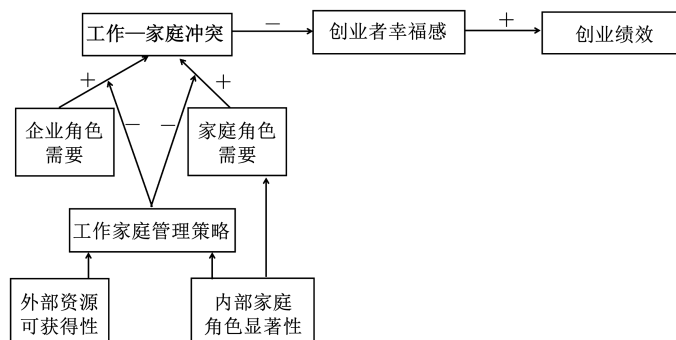 工作—家庭冲突
−
创业者幸福感
+
创业绩效
+
+
企业角色
需要
−
−
家庭角色
需要
工作家庭管理策略
外部资源
可获得性
内部家庭
角色显著性